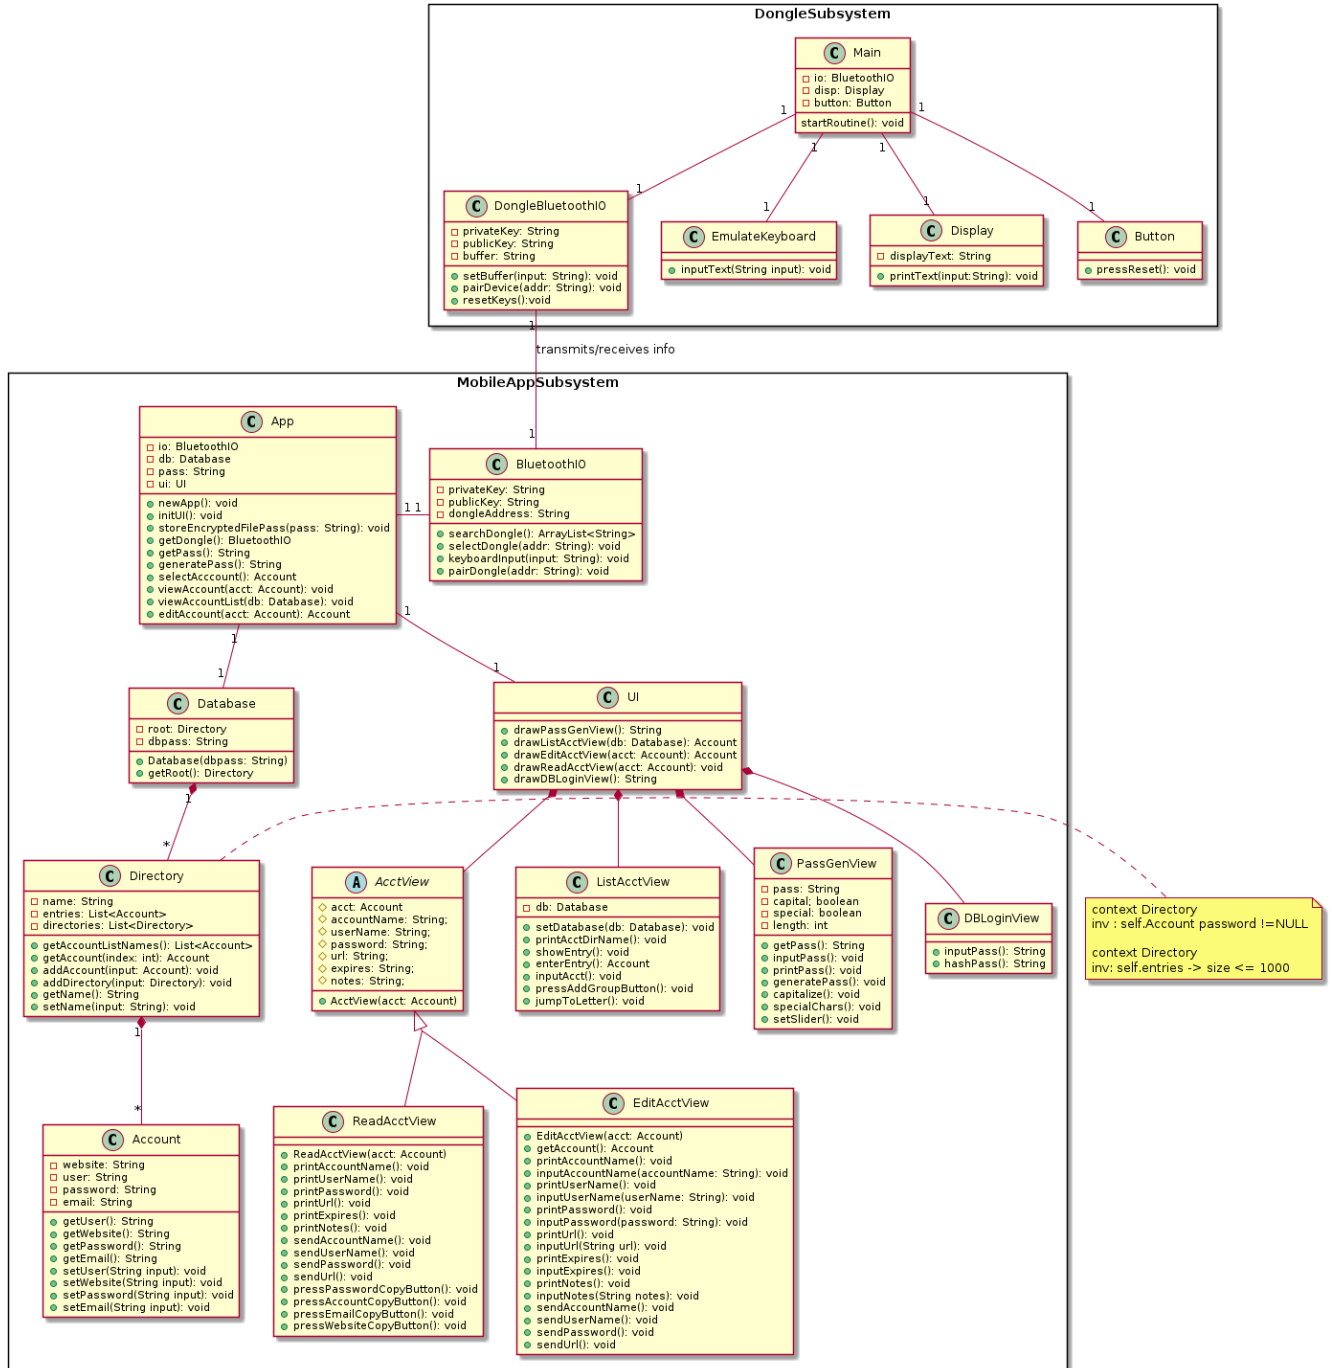 DongleSubsystem
C Main
io: BluetoothIO
disp: Display
button: Button
startRoutine(): void
1
1
1
1
1
1
1
1
C DongleBluetoothIO
privateKey: String
publicKey: String
buffer: String
setBuffer(input: String): void
pairDevice(addr: String): void
resetKeys():void
C EmulateKeyboard
inputText(String input): void
C Display
displayText: String
printText(input:String): void
C Button
pressReset(): void
1
transmits/receives info
1
MobileAppSubsystem
C App
io: BluetoothIO
db: Database
pass: String
ui: UI
newApp(): void
initUI(): void
storeEncryptedFilePass(pass: String): void
getDongle(): BluetoothIO
getPass(): String
generatePass(): String
selectAcccount(): Account
viewAccount(acct: Account): void
viewAccountList(db: Database): void
editAccount(acct: Account): Account
1 1
C BluetoothIO
privateKey: String
publicKey: String
dongleAddress: String
searchDongle(): ArrayList<String>
selectDongle(addr: String): void
keyboardInput(input: String): void
pairDongle(addr: String): void
1
1
1
1
C Database
root: Directory
dbpass: String
Database(dbpass: String)
getRoot(): Directory
C UI
drawPassGenView(): String
drawListAcctView(db: Database): Account
drawEditAcctView(acct: Account): Account
drawReadAcctView(acct: Account): void
drawDBLoginView(): String
1
*
C Directory
name: String
entries: List<Account>
directories: List<Directory>
getAccountListNames(): List<Account>
getAccount(index: int): Account
addAccount(input: Account): void
addDirectory(input: Directory): void
getName(): String
setName(input: String): void
A AcctView
acct: Account
accountName: String;
userName: String;
password: String;
url: String;
expires: String;
notes: String;
AcctView(acct: Account)
C ListAcctView
db: Database
setDatabase(db: Database): void
printAcctDirName(): void
showEntry(): void
enterEntry(): Account
inputAcct(): void
pressAddGroupButton(): void
jumpToLetter(): void
C PassGenView
pass: String
capital; boolean
special: boolean
length: int
getPass(): String
inputPass(): void
printPass(): void
generatePass(): void
capitalize(): void
specialChars(): void
setSlider(): void
C DBLoginView
inputPass(): String
hashPass(): String
context Directory
inv : self.Account password !=NULL
context Directory
inv: self.entries -> size <= 1000
1
*
C Account
website: String
user: String
password: String
email: String
getUser(): String
getWebsite(): String
getPassword(): String
getEmail(): String
setUser(String input): void
setWebsite(String input): void
setPassword(String input): void
setEmail(String input): void
C ReadAcctView
ReadAcctView(acct: Account)
printAccountName(): void
printUserName(): void
printPassword(): void
printUrl(): void
printExpires(): void
printNotes(): void
sendAccountName(): void
sendUserName(): void
sendPassword(): void
sendUrl(): void
pressPasswordCopyButton(): void
pressAccountCopyButton(): void
pressEmailCopyButton(): void
pressWebsiteCopyButton(): void
C EditAcctView
EditAcctView(acct: Account)
getAccount(): Account
printAccountName(): void
inputAccountName(accountName: String): void
printUserName(): void
inputUserName(userName: String): void
printPassword(): void
inputPassword(password: String): void
printUrl(): void
inputUrl(String url): void
printExpires(): void
inputExpires(): void
printNotes(): void
inputNotes(String notes): void
sendAccountName(): void
sendUserName(): void
sendPassword(): void
sendUrl(): void